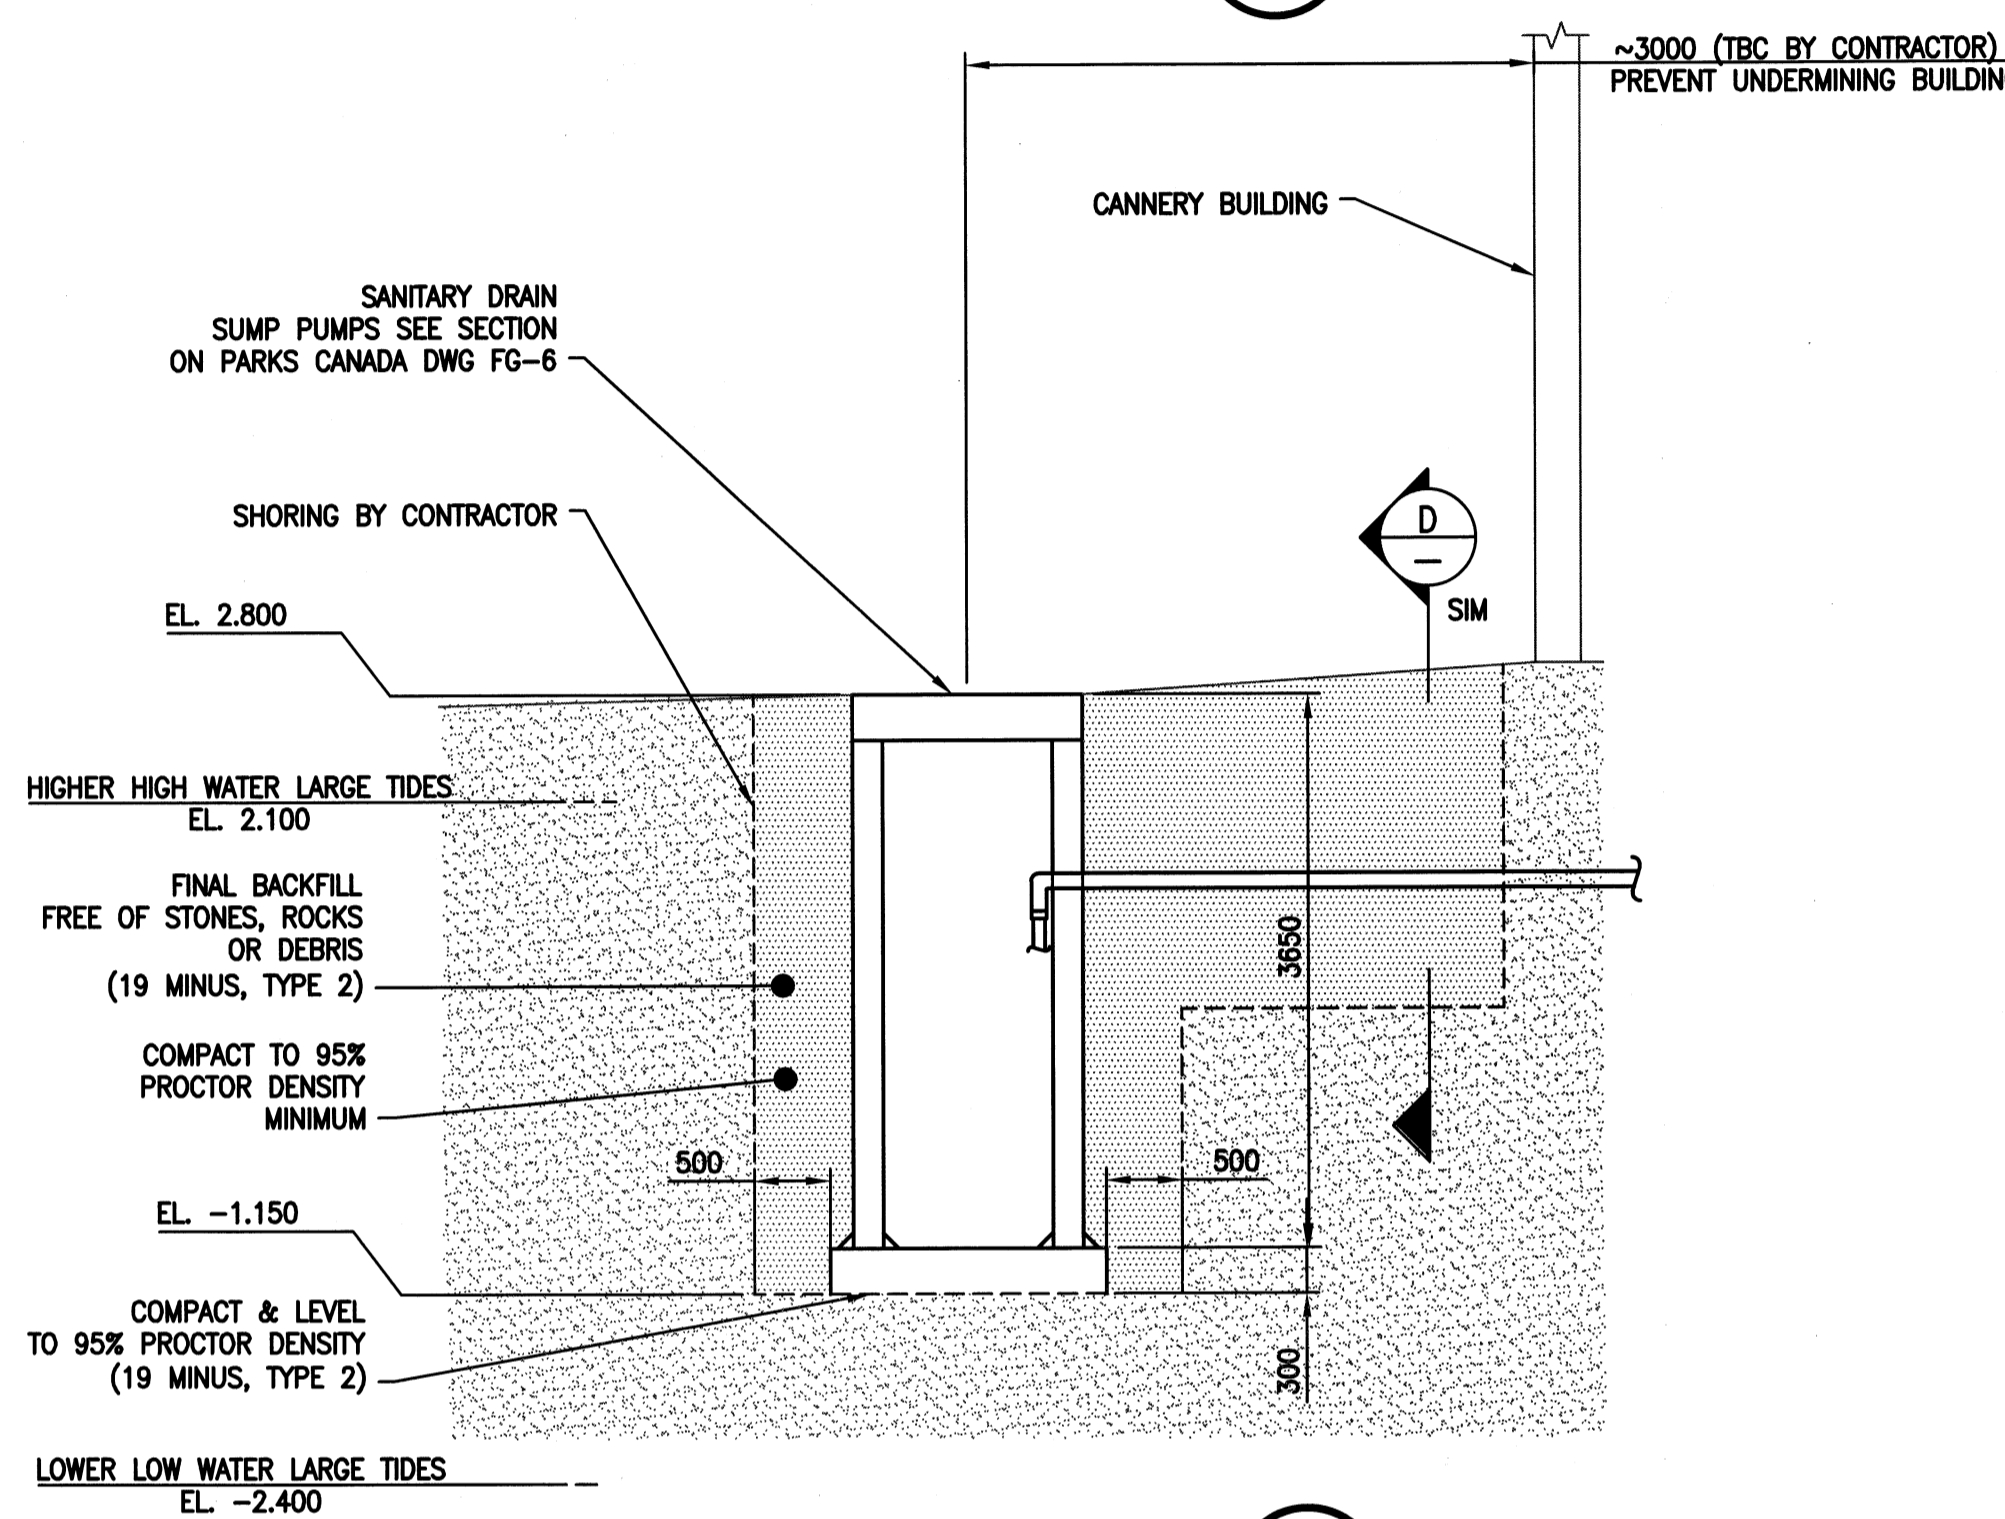 ~3000 (TBC BY CONTRACTOR)
PREVENT UNDERMINING
CANNERY BUILDING
SANITARY DRAIN
SUMP PUMPS SEE SECTION
ON PARKS CANADA DWG FG-6
SHORING BY CONTRACTOR
D
—
SIM
EL. 2.800
HIGHER HIGH WATER LARGE TIDES
EL. 2.100
FINAL BACKFILL
FREE OF STONES, ROCKS
OR DEBRIS
(19 MINUS, TYPE 2)
3650
COMPACT TO 95%
PROCTOR DENSITY
MINIMUM
500
500
EL. -1.150
COMPACT & LEVEL
TO 95% PROCTOR DENSITY
(19 MINUS, TYPE 2)
300
LOWER LOW WATER LARGE TIDES
EL. -2.400